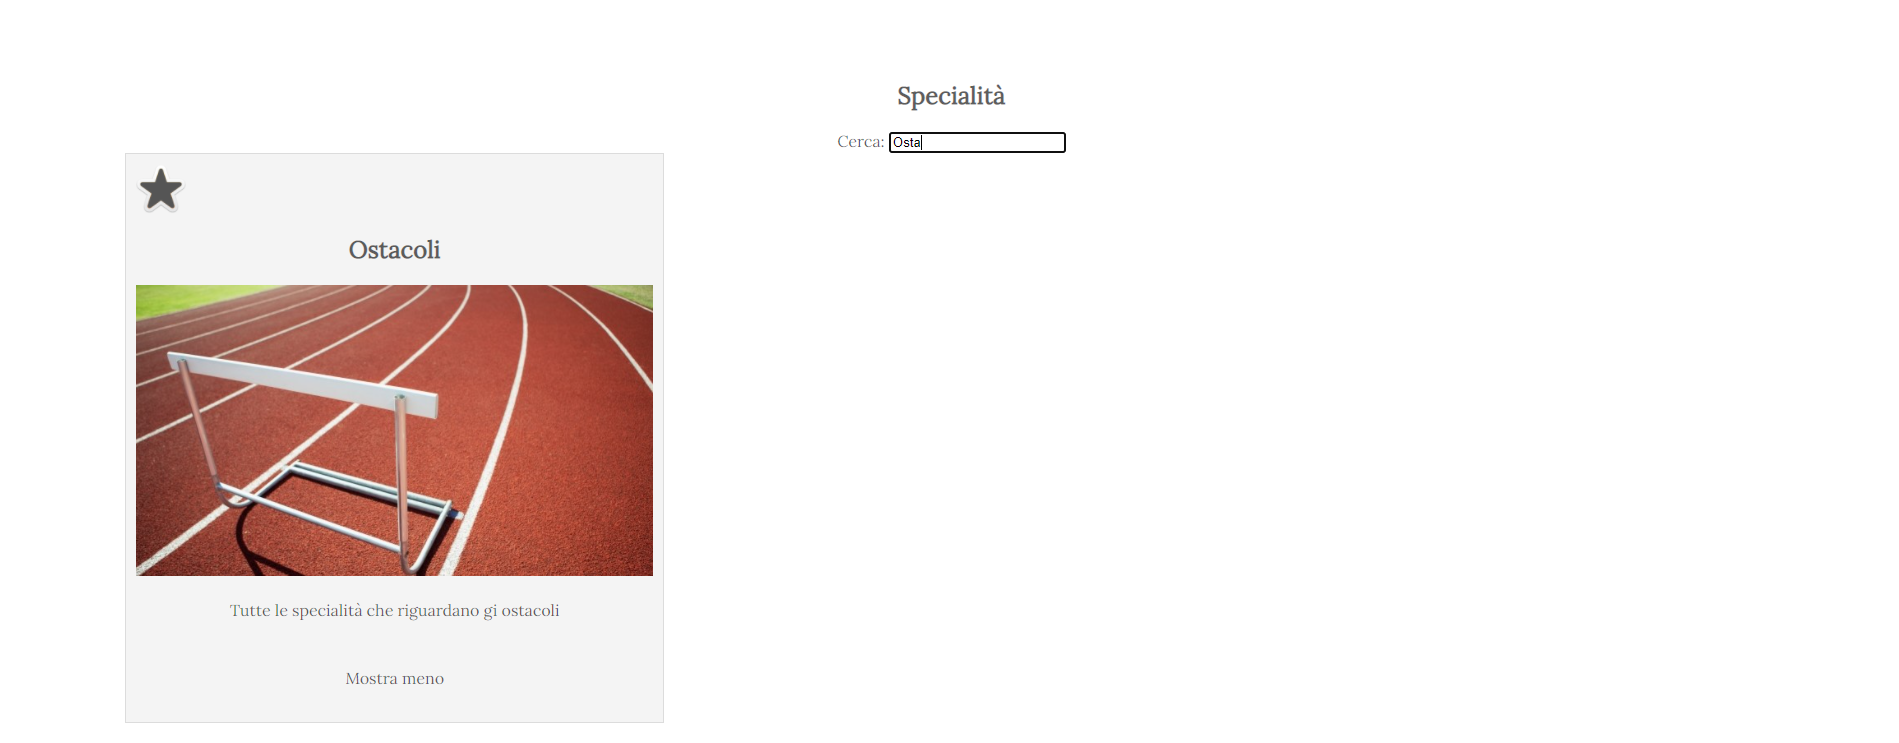 Specialità
Cerca: Osta
Ostacoli
Tutte le specialità che riguardano gi ostacoli
Mostra meno